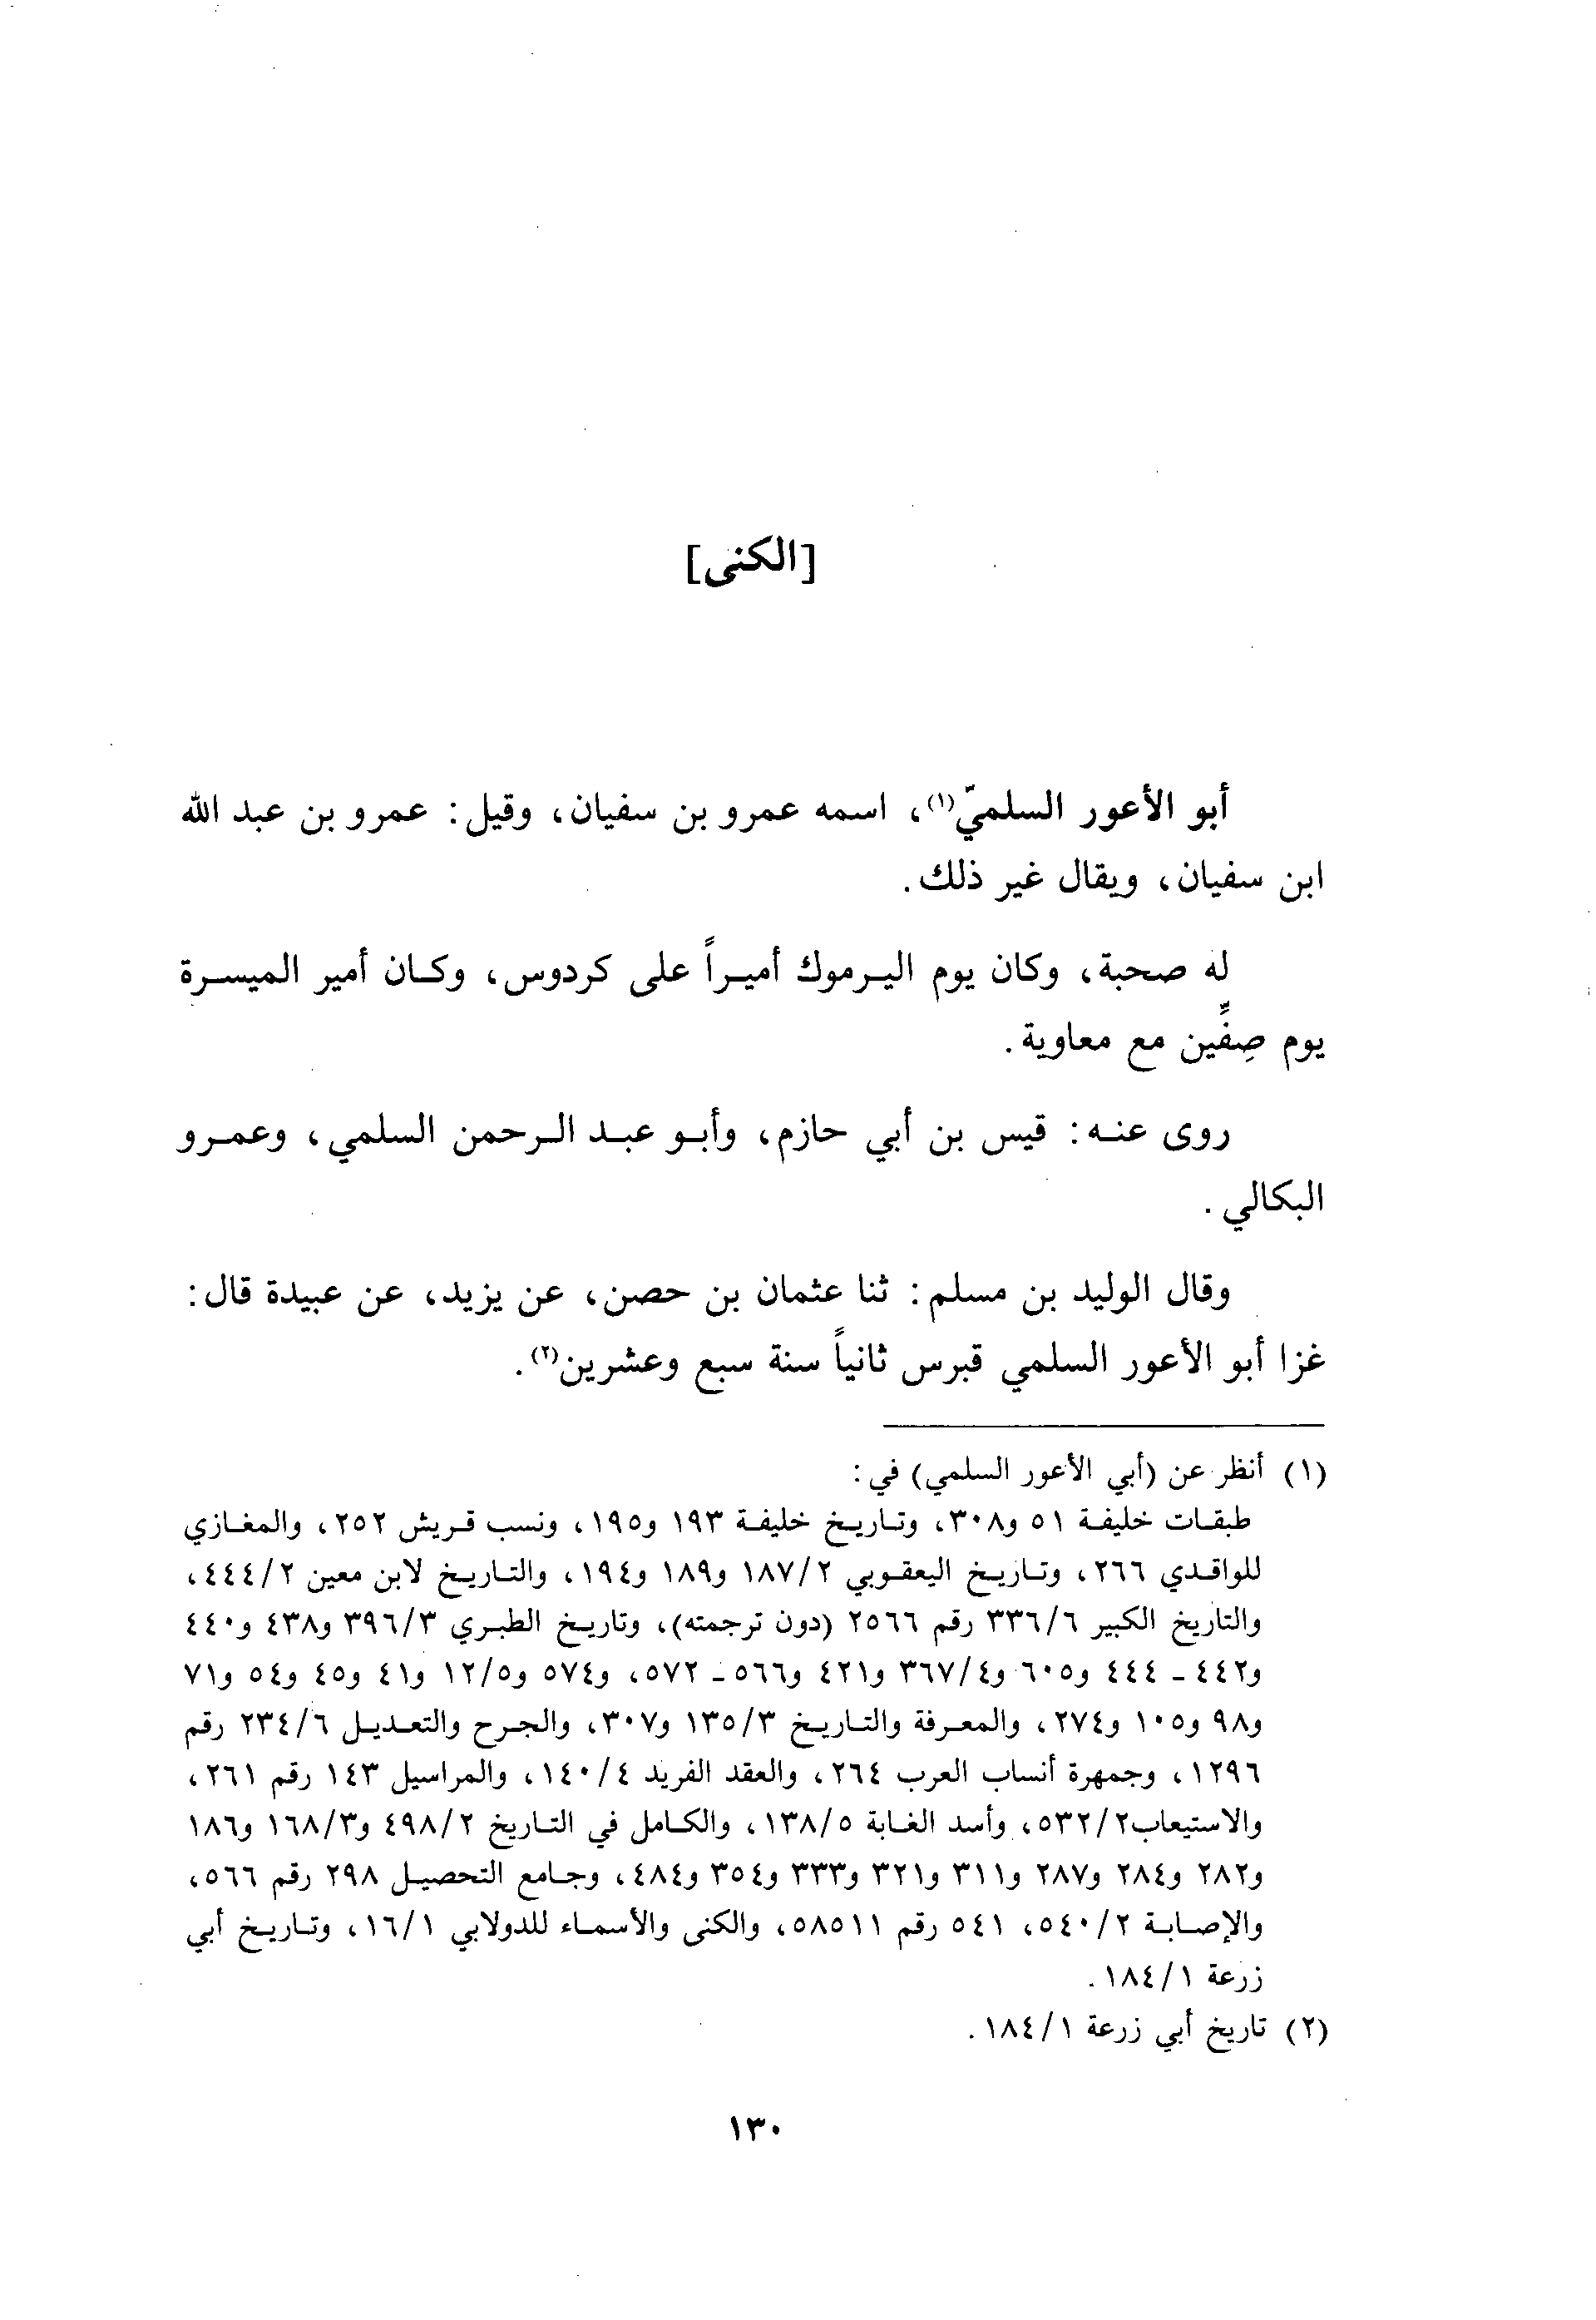 [الكنى]
أبو الأعور السلميّ(١)، اسمه عمرو بن سفيان، وقيل: عمرو بن عبد الله
ابن سفيان، ويقال غير ذلك.
له صحبة، وكان يوم اليرموك أميراً على كردوس، وكان أمير الميسرة
يوم صِفِّين مع معاوية.
روى عنه: قيس بن أبي حازم، وأبو عبد الرحمن السلمي، وعمرو
البكالي.
وقال الوليد بن مسلم: ثنا عثمان بن حصن، عن يزيد، عن عبيدة قال:
غزا أبو الأعور السلمي قبرس ثانياً سنة سبع وعشرين(٢).
(١) أنظر عن (أبي الأعور السلمي) في:
طبقات خليفة ٥١ و٣٠٨، وتاريخ خليفة ١٩٣ و١٩٥، ونسب قريش ٢٥٢، والمغازي
للواقدي ٢٦٦، وتاريخ اليعقوبي ١٨٧/٢ و١٨٩ و١٩٤، والتاريخ لابن معين ٤٤٤/٢،
والتاريخ الكبير ٣٣٦/٦ رقم ٢٥٦٦ (دون ترجمته)، وتاريخ الطبري ٣٩٦/٣ و٤٣٨ و٤٤٠
و٤٤٢ - ٤٤٤ و٦٠٥ و٣٦٧/٤ و٤٢١ و٥٦٦ - ٥٧٢، و٥٧٤ و١٢/٥ و٤١ و٤٥ و٥٤ و٧١
و٩٨ و١٠٥ و٢٧٤، والمعرفة والتاريخ ١٣٥/٣ و٣٠٧، والجرح والتعديل ٢٣٤/٦ رقم
١٢٩٦، وجمهرة أنساب العرب ٢٦٤، والعقد الفريد ١٤٠/٤، والمراسيل ١٤٣ رقم ٢٦١،
والاستيعاب٥٣٢/٢، وأسد الغابة ١٣٨/٥، والكامل في التاريخ ٤٩٨/٢ و١٦٨/٣ و١٨٦
و٢٨٢ و٢٨٤ و٢٨٧ و٣١١ و٣٢١ و٣٣٣ و٣٥٤ و٤٨٤، وجامع التحصيل ٢٩٨ رقم ٥٦٦،
والإصابة ٥٤٠/٢، ٥٤١ رقم ٥٨٥١١، والكنى والأسماء للدولابي ١٦/١، وتاريخ أبي
زرعة ١٨٤/١.
(٢) تاريخ أبي زرعة ١٨٤/١.
١٣٠